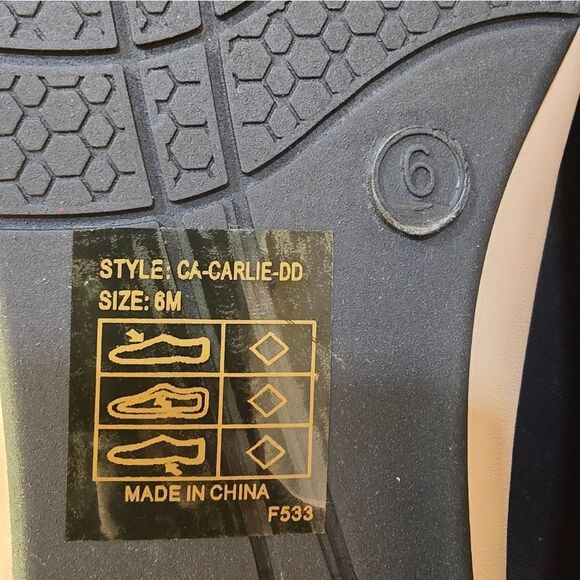 6
STYLE: CA-CARLIE-DD
SIZE: 6M
MADE IN CHINA
F533